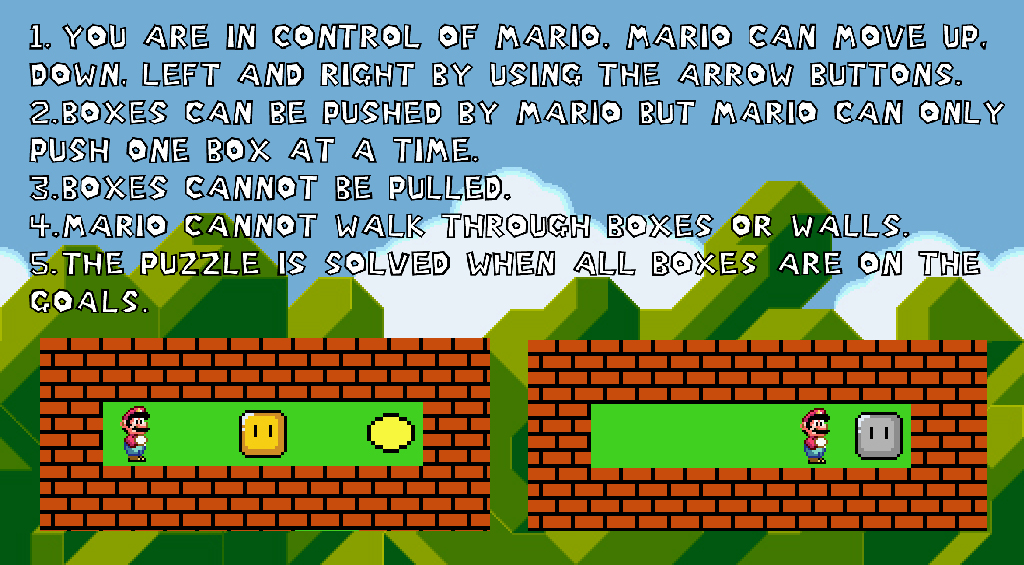 1. YOU ARE IN CONTROL OF MARIO. MARIO CAN MOVE UP,
DOWN, LEFT AND RIGHT BY USING THE ARROW BUTTONS.
2.BOXES CAN BE PUSHED BY MARIO BUT MARIO CAN ONLY
PUSH ONE BOX AT A TIME.
3.BOXES CANNOT BE PULLED.
4.MARIO CANNOT WALK THROUGH BOXES OR WALLS.
5.THE PUZZLE IS SOLVED WHEN ALL BOXES ARE ON THE
GOALS.